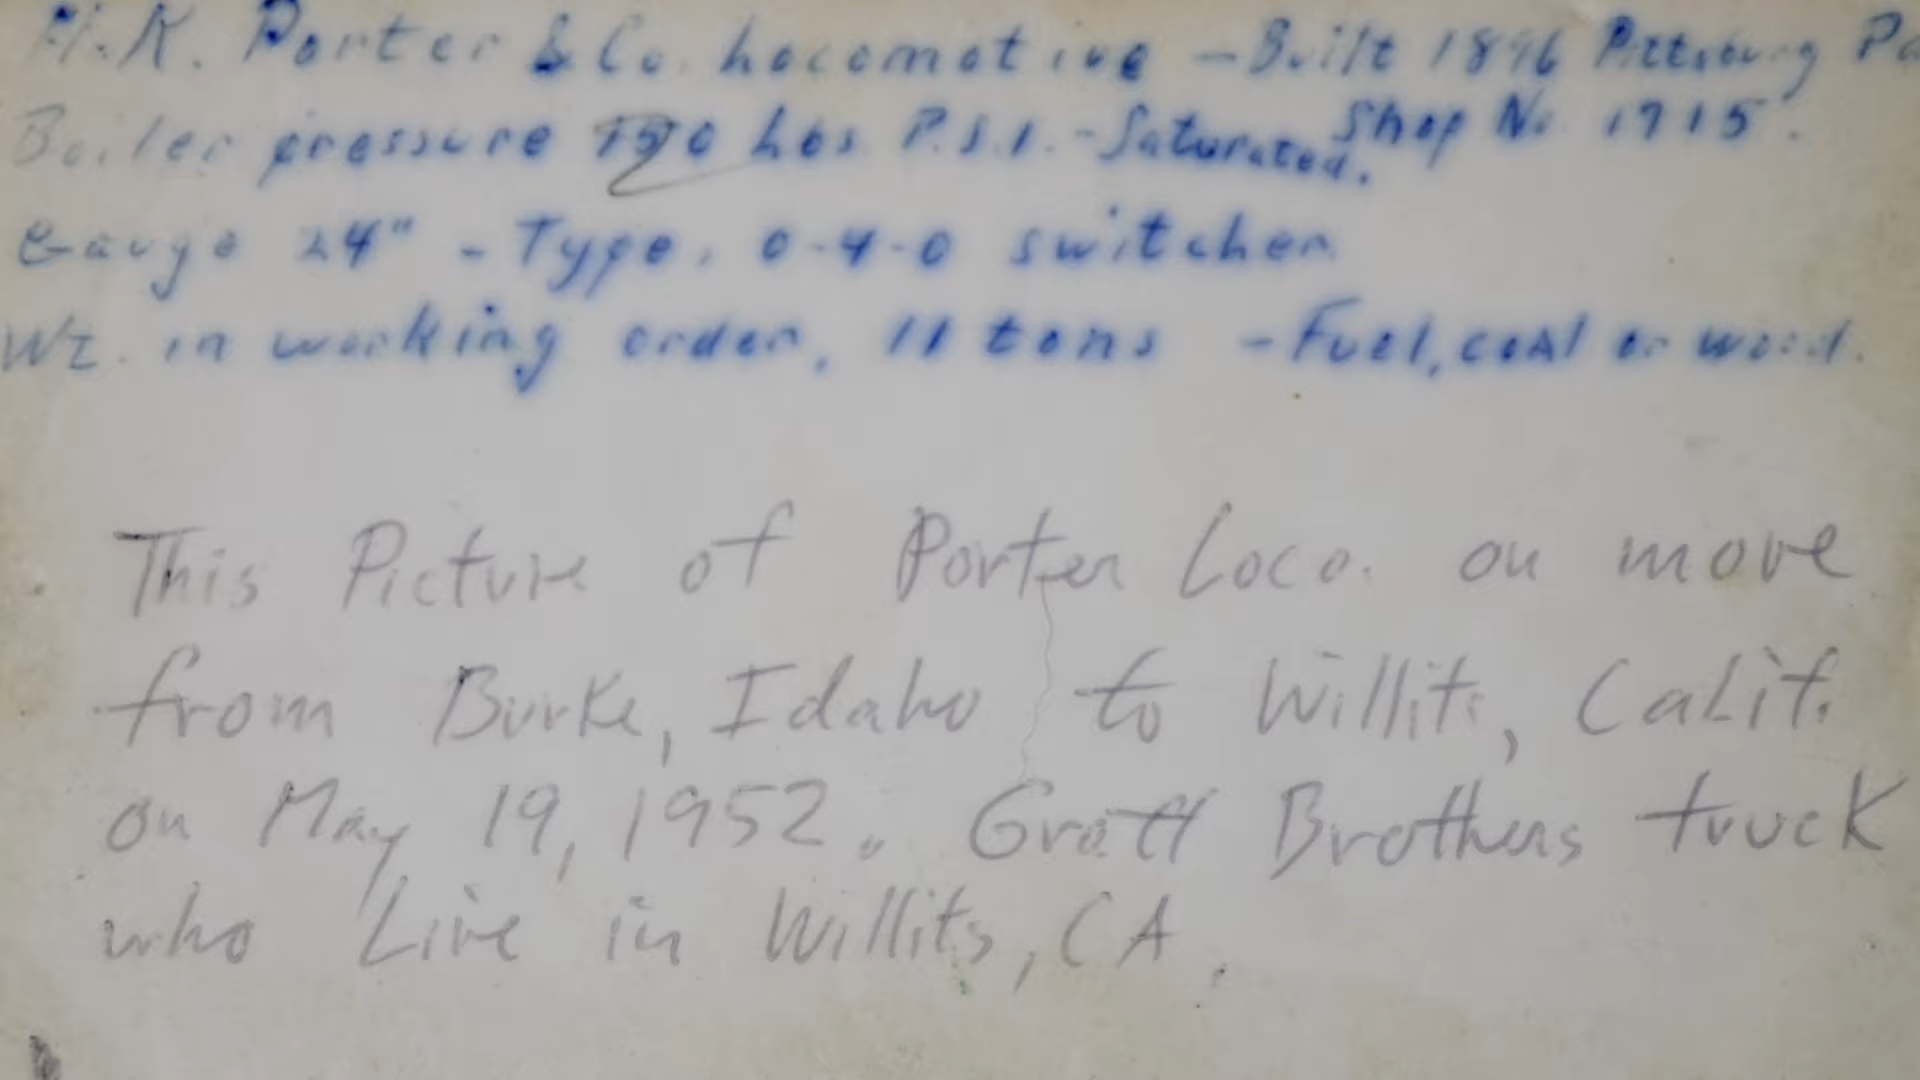 H.K. Porter & Co. Locomotive - Built 1896 Pittsburg Pa
Boiler pressure Lbs P.S.I. - Saturated. Shop No 1715.
Gauge 24" - Type, 0-4-0 switcher
Wt. in working order, 11 tons - Fuel, coal or wood.
This Picture of Porter Loco. on move
from Burke, Idaho to Willits, Calif.
on May 19, 1952. Brothers truck
who Live in Willits, CA.